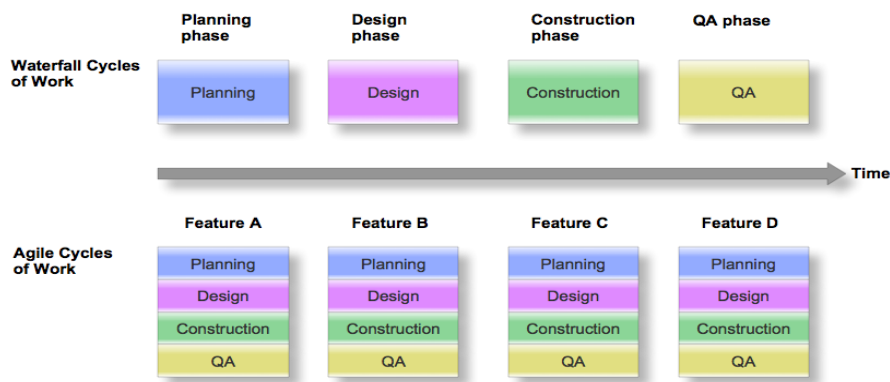 Planning
phase
Design
phase
Construction
phase
QA phase
Waterfall Cycles
of Work
Planning
Design
Construction
QA
Time
Feature A
Feature B
Feature C
Feature D
Agile Cycles
of Work
Planning
Planning
Planning
Planning
Design
Design
Design
Design
Construction
Construction
Construction
Construction
QA
QA
QA
QA